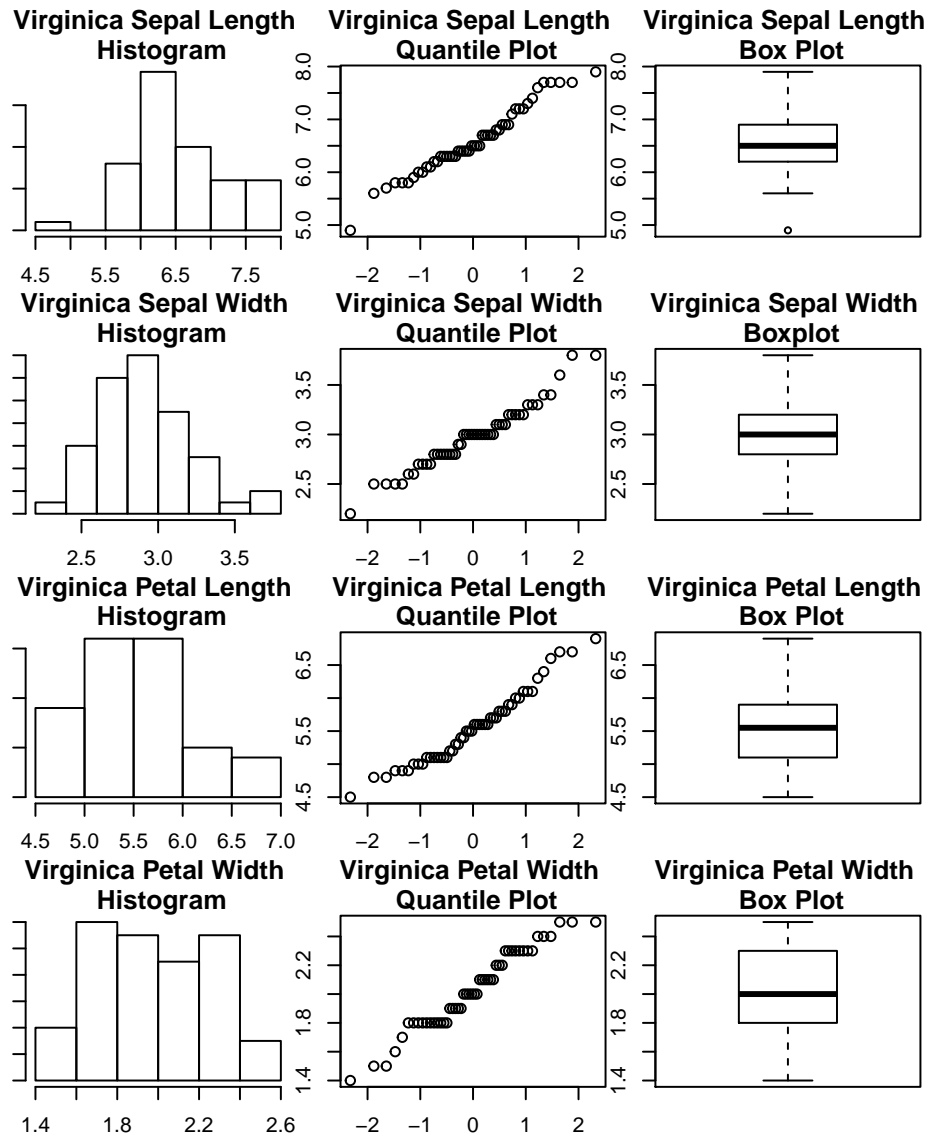 Virginica Sepal Length
Histogram
4.5 5.5 6.5 7.5
Virginica Sepal Length
Quantile Plot
5.0 6.0 7.0 8.0
−2 −1 0 1 2
Virginica Sepal Length
Box Plot
5.0 6.0 7.0 8.0
Virginica Sepal Width
Histogram
2.5 3.0 3.5
Virginica Sepal Width
Quantile Plot
2.5 3.0 3.5
−2 −1 0 1 2
Virginica Sepal Width
Boxplot
2.5 3.0 3.5
Virginica Petal Length
Histogram
4.5 5.0 5.5 6.0 6.5 7.0
Virginica Petal Length
Quantile Plot
4.5 5.5 6.5
−2 −1 0 1 2
Virginica Petal Length
Box Plot
4.5 5.5 6.5
Virginica Petal Width
Histogram
1.4 1.8 2.2 2.6
Virginica Petal Width
Quantile Plot
1.4 1.8 2.2
−2 −1 0 1 2
Virginica Petal Width
Box Plot
1.4 1.8 2.2